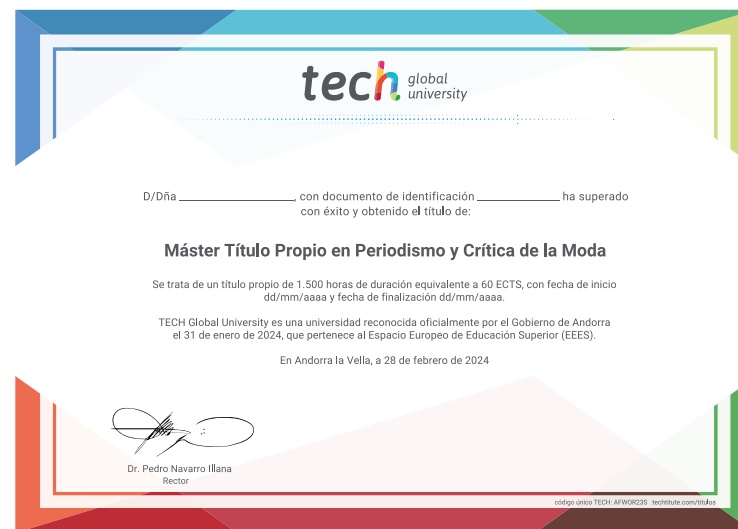 tech global university
D/Dña ____________, con documento de identificación ____________ ha superado
con éxito y obtenido el título de:
Máster Título Propio en Periodismo y Crítica de la Moda
Se trata de un título propio de 1.500 horas de duración equivalente a 60 ECTS, con fecha de inicio
dd/mm/aaaa y fecha de finalización dd/mm/aaaa.
TECH Global University es una universidad reconocida oficialmente por el Gobierno de Andorra
el 31 de enero de 2024, que pertenece al Espacio Europeo de Educación Superior (EEES).
En Andorra la Vella, a 28 de febrero de 2024
Dr. Pedro Navarro Illana
Rector
código único TECH: AFWOR23S techtitute.com/titulos